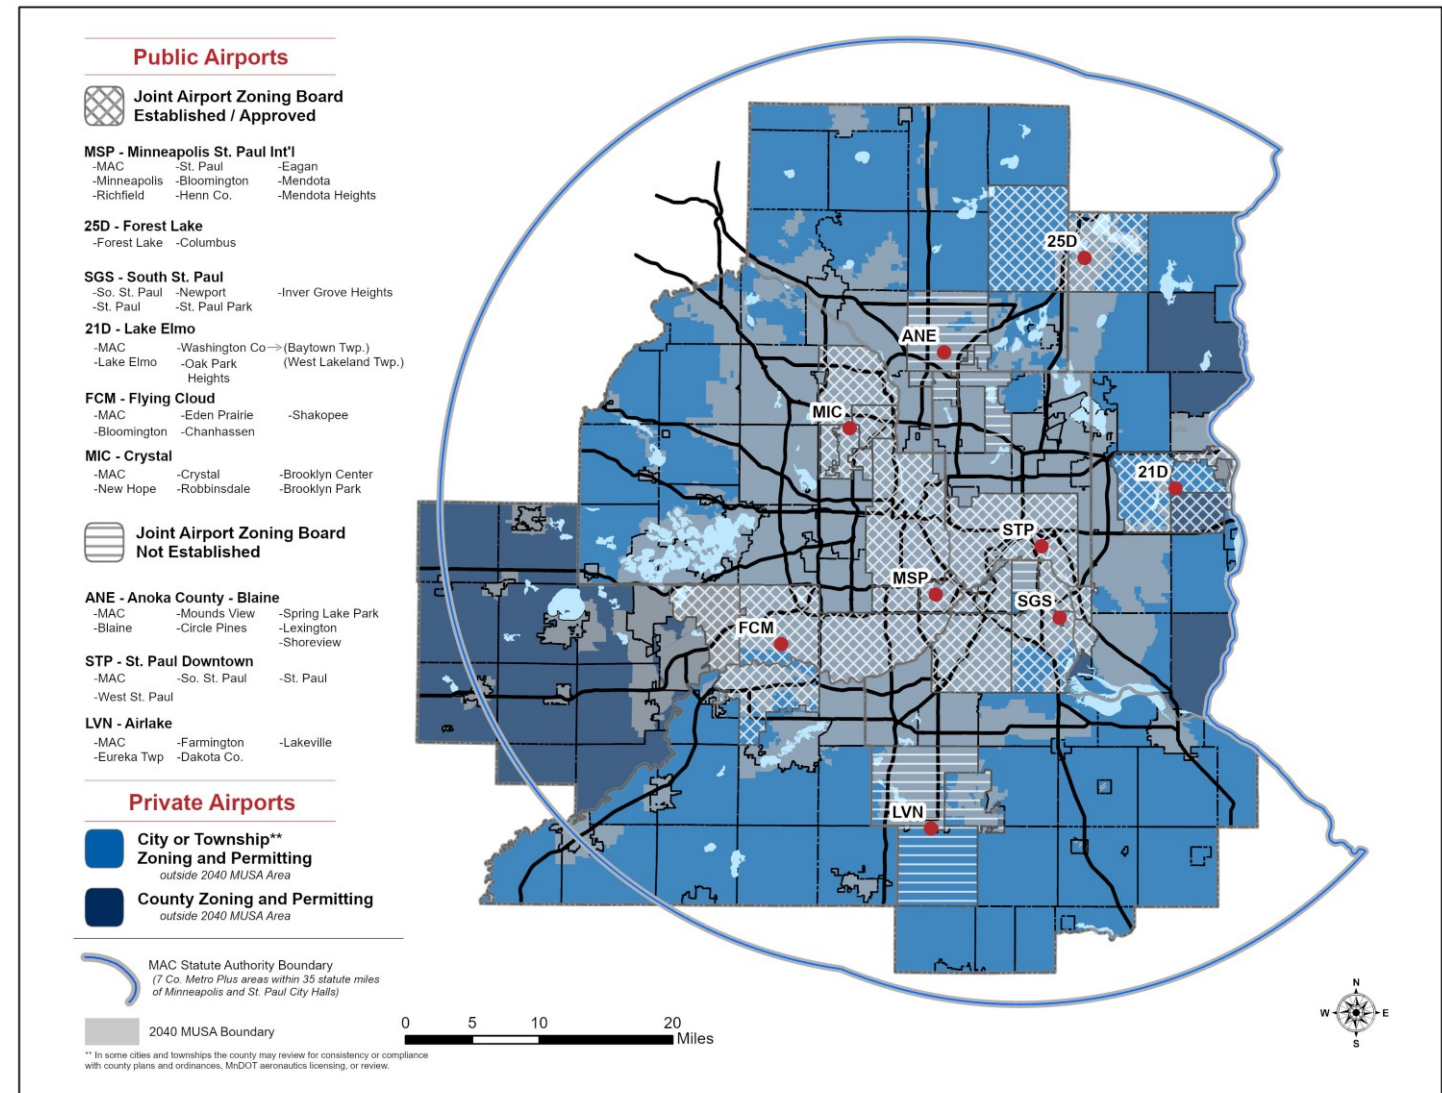 Public Airports
Joint Airport Zoning Board
Established / Approved
MSP - Minneapolis St. Paul Int'l
-MAC -St. Paul -Eagan
-Minneapolis -Bloomington -Mendota
-Richfield -Henn Co. -Mendota Heights
25D - Forest Lake
-Forest Lake -Columbus
SGS - South St. Paul
-So. St. Paul -Newport -Inver Grove Heights
-St. Paul -St. Paul Park
21D - Lake Elmo
-MAC -Washington Co→(Baytown Twp.)
-Lake Elmo -Oak Park (West Lakeland Twp.)
Heights
FCM - Flying Cloud
-MAC -Eden Prairie -Shakopee
-Bloomington -Chanhassen
MIC - Crystal
-MAC -Crystal -Brooklyn Center
-New Hope -Robbinsdale -Brooklyn Park
Joint Airport Zoning Board
Not Established
ANE - Anoka County - Blaine
-MAC -Mounds View -Spring Lake Park
-Blaine -Circle Pines -Lexington
-Shoreview
STP - St. Paul Downtown
-MAC -So. St. Paul -St. Paul
-West St. Paul
LVN - Airlake
-MAC -Farmington -Lakeville
-Eureka Twp -Dakota Co.
Private Airports
City or Township**
Zoning and Permitting
outside 2040 MUSA Area
County Zoning and Permitting
outside 2040 MUSA Area
MAC Statute Authority Boundary
(7 Co. Metro Plus areas within 35 statute miles
of Minneapolis and St. Paul City Halls)
2040 MUSA Boundary
** In some cities and townships the county may review for consistency or compliance
with county plans and ordinances, MnDOT aeronautics licensing, or review.
25D
ANE
MIC
21D
STP
MSP
SGS
FCM
LVN
0 5 10 20
Miles
N
W E
S